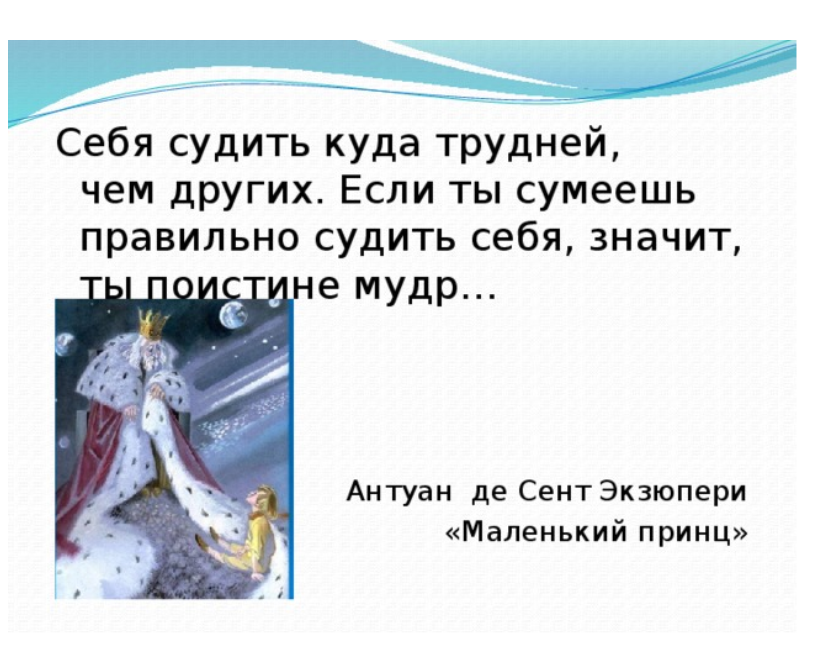 Себя судить куда трудней,
чем других. Если ты сумеешь
правильно судить себя, значит,
ты поистине мудр...
Антуан де Сент Экзюпери
«Маленький принц»